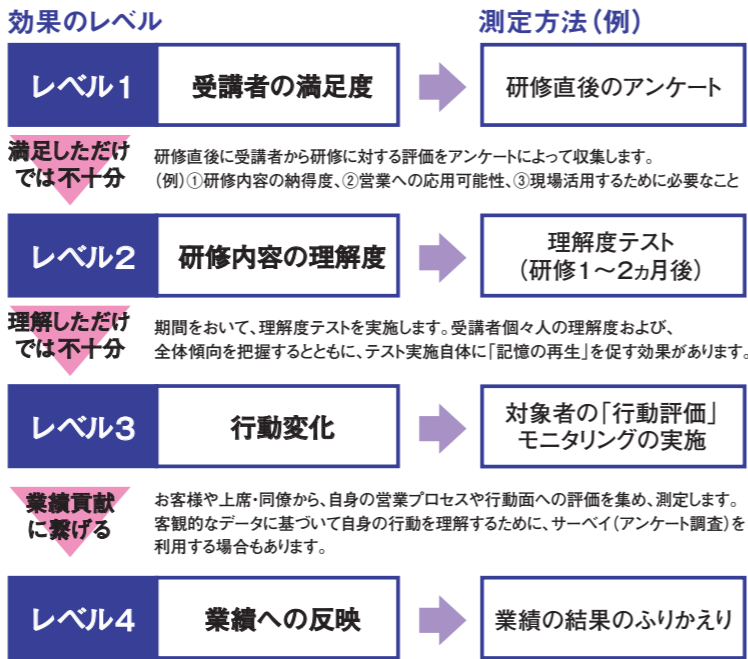 効果のレベル
測定方法(例)
レベル1
受講者の満足度
研修直後のアンケート
満足しただけ
では不十分
研修直後に受講者から研修に対する評価をアンケートによって収集します。
(例)①研修内容の納得度、②営業への応用可能性、③現場活用するために必要なこと
レベル2
研修内容の理解度
理解度テスト
(研修1〜2ヵ月後)
理解しただけ
では不十分
期間をおいて、理解度テストを実施します。受講者個々人の理解度および、
全体傾向を把握するとともに、テスト実施自体に「記憶の再生」を促す効果があります。
レベル3
行動変化
対象者の「行動評価」
モニタリングの実施
業績貢献
に繋げる
お客様や上席・同僚から、自身の営業プロセスや行動面への評価を集め、測定します。
客観的なデータに基づいて自身の行動を理解するために、サーベイ(アンケート調査)を
利用する場合もあります。
レベル4
業績への反映
業績の結果のふりかえり